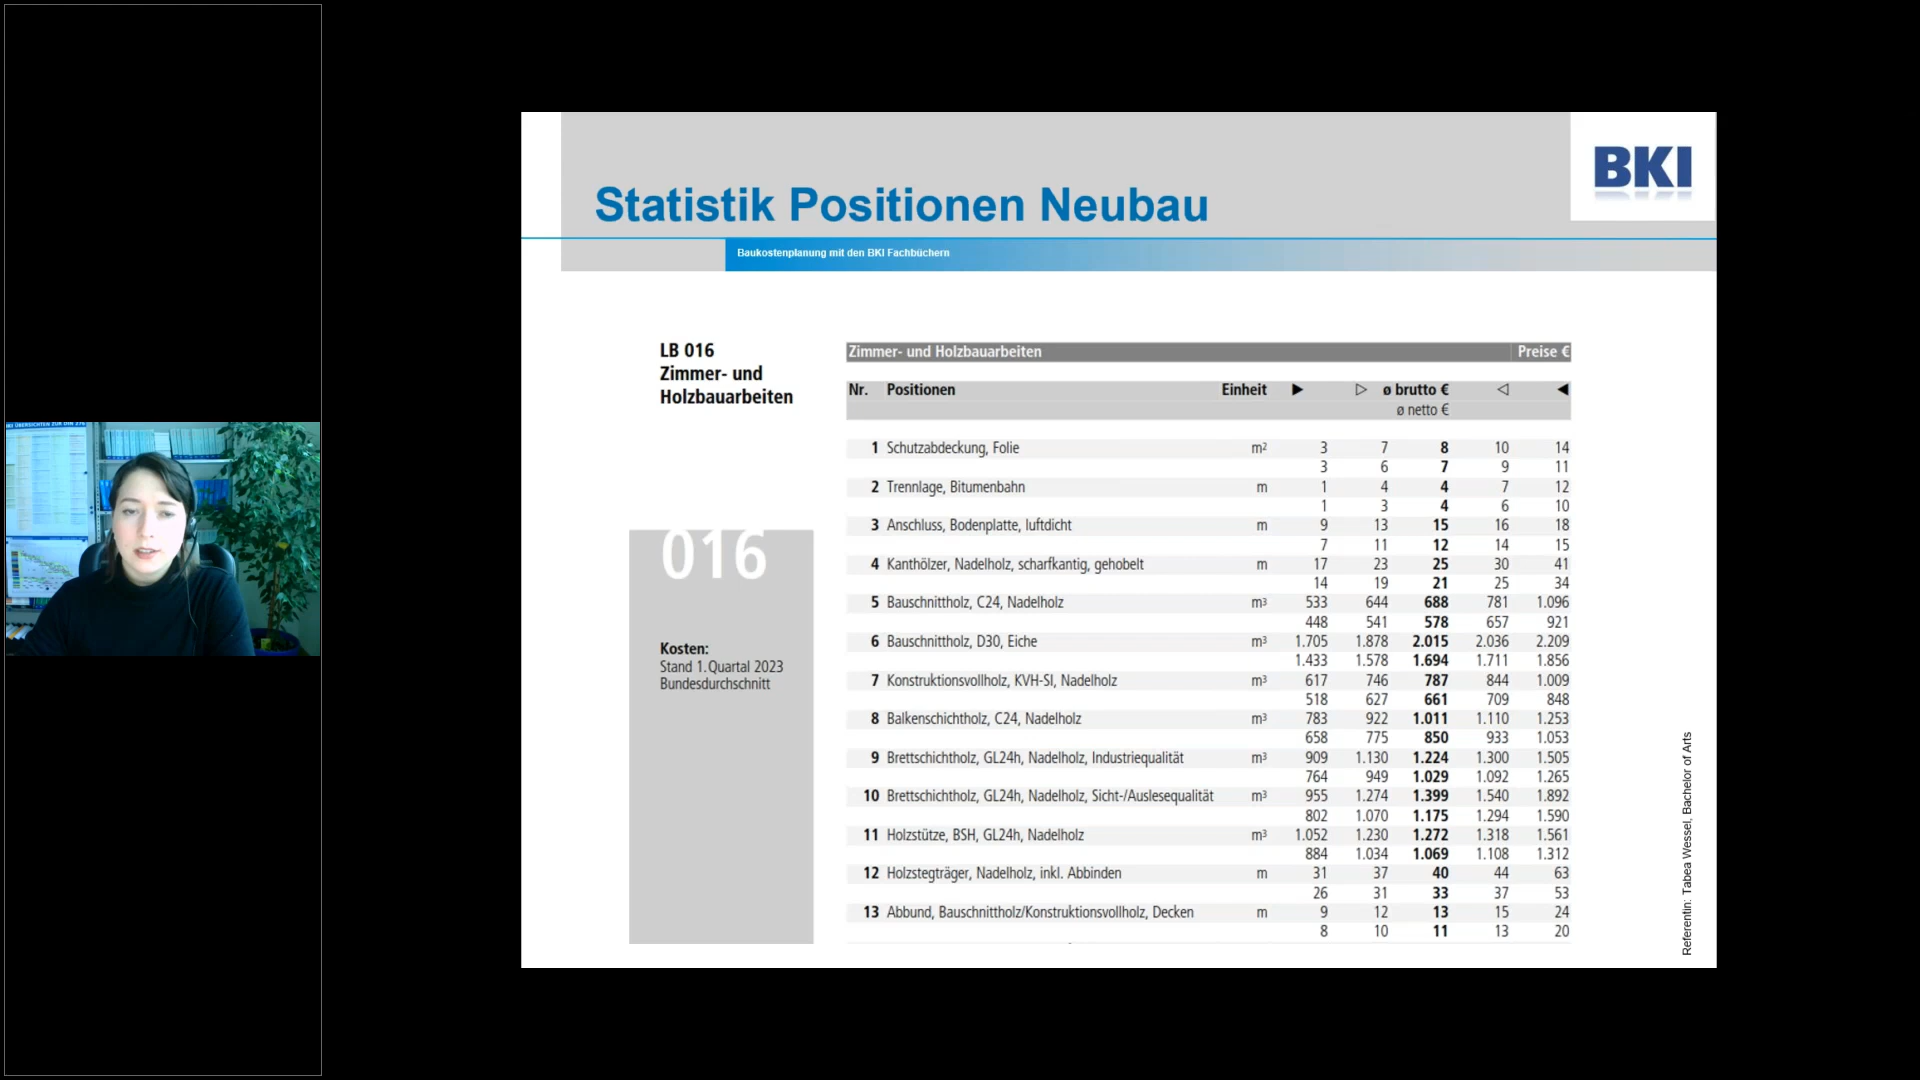 BKI
Statistik Positionen Neubau
Baukostenplanung mit den BKI Fachbüchern
LB 016
Zimmer- und
Holzbauarbeiten
016
Kosten:
Stand 1.Quartal 2023
Bundesdurchschnitt
Zimmer- und Holzbauarbeiten Preise €
Nr. Positionen Einheit ▶ ▷ ø brutto € ◁ ◀
ø netto €
1 Schutzabdeckung, Folie m² 3 7 8 10 14
3 6 7 9 11
2 Trennlage, Bitumenbahn m 1 4 4 7 12
1 3 4 6 10
3 Anschluss, Bodenplatte, luftdicht m 9 13 15 16 18
7 11 12 14 15
4 Kanthölzer, Nadelholz, scharfkantig, gehobelt m 17 23 25 30 41
14 19 21 25 34
5 Bauschnittholz, C24, Nadelholz m³ 533 644 688 781 1.096
448 541 578 657 921
6 Bauschnittholz, D30, Eiche m³ 1.705 1.878 2.015 2.036 2.209
1.433 1.578 1.694 1.711 1.856
7 Konstruktionsvollholz, KVH-SI, Nadelholz m³ 617 746 787 844 1.009
518 627 661 709 848
8 Balkenschichtholz, C24, Nadelholz m³ 783 922 1.011 1.110 1.253
658 775 850 933 1.053
9 Brettschichtholz, GL24h, Nadelholz, Industriequalität m³ 909 1.130 1.224 1.300 1.505
764 949 1.029 1.092 1.265
10 Brettschichtholz, GL24h, Nadelholz, Sicht-/Auslesequalität m³ 955 1.274 1.399 1.540 1.892
802 1.070 1.175 1.294 1.590
11 Holzstütze, BSH, GL24h, Nadelholz m³ 1.052 1.230 1.272 1.318 1.561
884 1.034 1.069 1.108 1.312
12 Holzstegträger, Nadelholz, inkl. Abbinden m 31 37 40 44 63
26 31 33 37 53
13 Abbund, Bauschnittholz/Konstruktionsvollholz, Decken m 9 12 13 15 24
8 10 11 13 20
Referentin: Tabea Wessel, Bachelor of Arts